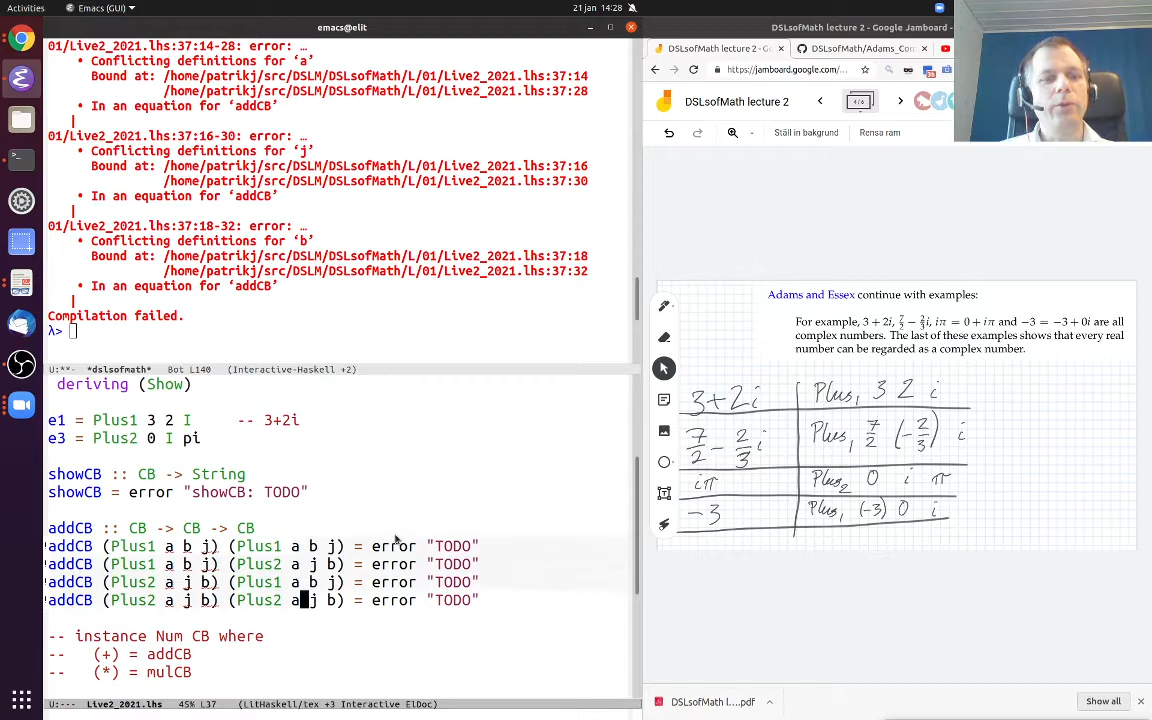 Activities
Emacs (GUI)
21 jan 14:28
emacs@elit
01/Live2_2021.lhs:37:14-28: error: …
• Conflicting definitions for ‘a’
Bound at: /home/patrikj/src/DSLM/DSLsofMath/L/01/Live2_2021.lhs:37:14
/home/patrikj/src/DSLM/DSLsofMath/L/01/Live2_2021.lhs:37:28
• In an equation for ‘addCB’
|
01/Live2_2021.lhs:37:16-30: error: …
• Conflicting definitions for ‘j’
Bound at: /home/patrikj/src/DSLM/DSLsofMath/L/01/Live2_2021.lhs:37:16
/home/patrikj/src/DSLM/DSLsofMath/L/01/Live2_2021.lhs:37:30
• In an equation for ‘addCB’
|
01/Live2_2021.lhs:37:18-32: error: …
• Conflicting definitions for ‘b’
Bound at: /home/patrikj/src/DSLM/DSLsofMath/L/01/Live2_2021.lhs:37:18
/home/patrikj/src/DSLM/DSLsofMath/L/01/Live2_2021.lhs:37:32
• In an equation for ‘addCB’
|
Compilation failed.
λ>
U:**- *dslsofmath* Bot L140 (Interactive-Haskell +2)
deriving (Show)
e1 = Plus1 3 2 I -- 3+2i
e3 = Plus2 0 I pi
showCB :: CB -> String
showCB = error "showCB: TODO"
addCB :: CB -> CB -> CB
addCB (Plus1 a b j) (Plus1 a b j) = error "TODO"
addCB (Plus1 a b j) (Plus2 a j b) = error "TODO"
addCB (Plus2 a j b) (Plus1 a b j) = error "TODO"
addCB (Plus2 a j b) (Plus2 a j b) = error "TODO"
-- instance Num CB where
-- (+) = addCB
-- (*) = mulCB
U:--- Live2_2021.lhs 45% L37 (LitHaskell/tex +3 Interactive ElDoc)
DSLsofMath lecture 2 - Google Jamboard -
DSLsofMath lecture 2 - Goo
DSLsofMath/Adams_Com
https://jamboard.google.com/
DSLsofMath lecture 2
4/6
Ställ in bakgrund
Rensa ram
Adams and Essex continue with examples:
For example, 3 + 2i, 7/2 − 2/3 i, iπ = 0 + iπ and −3 = −3 + 0i are all
complex numbers. The last of these examples shows that every real
number can be regarded as a complex number.
3+2i | Plus₁ 3 2 i
7/2 − 2/3 i | Plus₁ 7/2 (−2/3) i
iπ | Plus₂ 0 i π
−3 | Plus₁ (−3) 0 i
DSLsofMath l....pdf
Show all